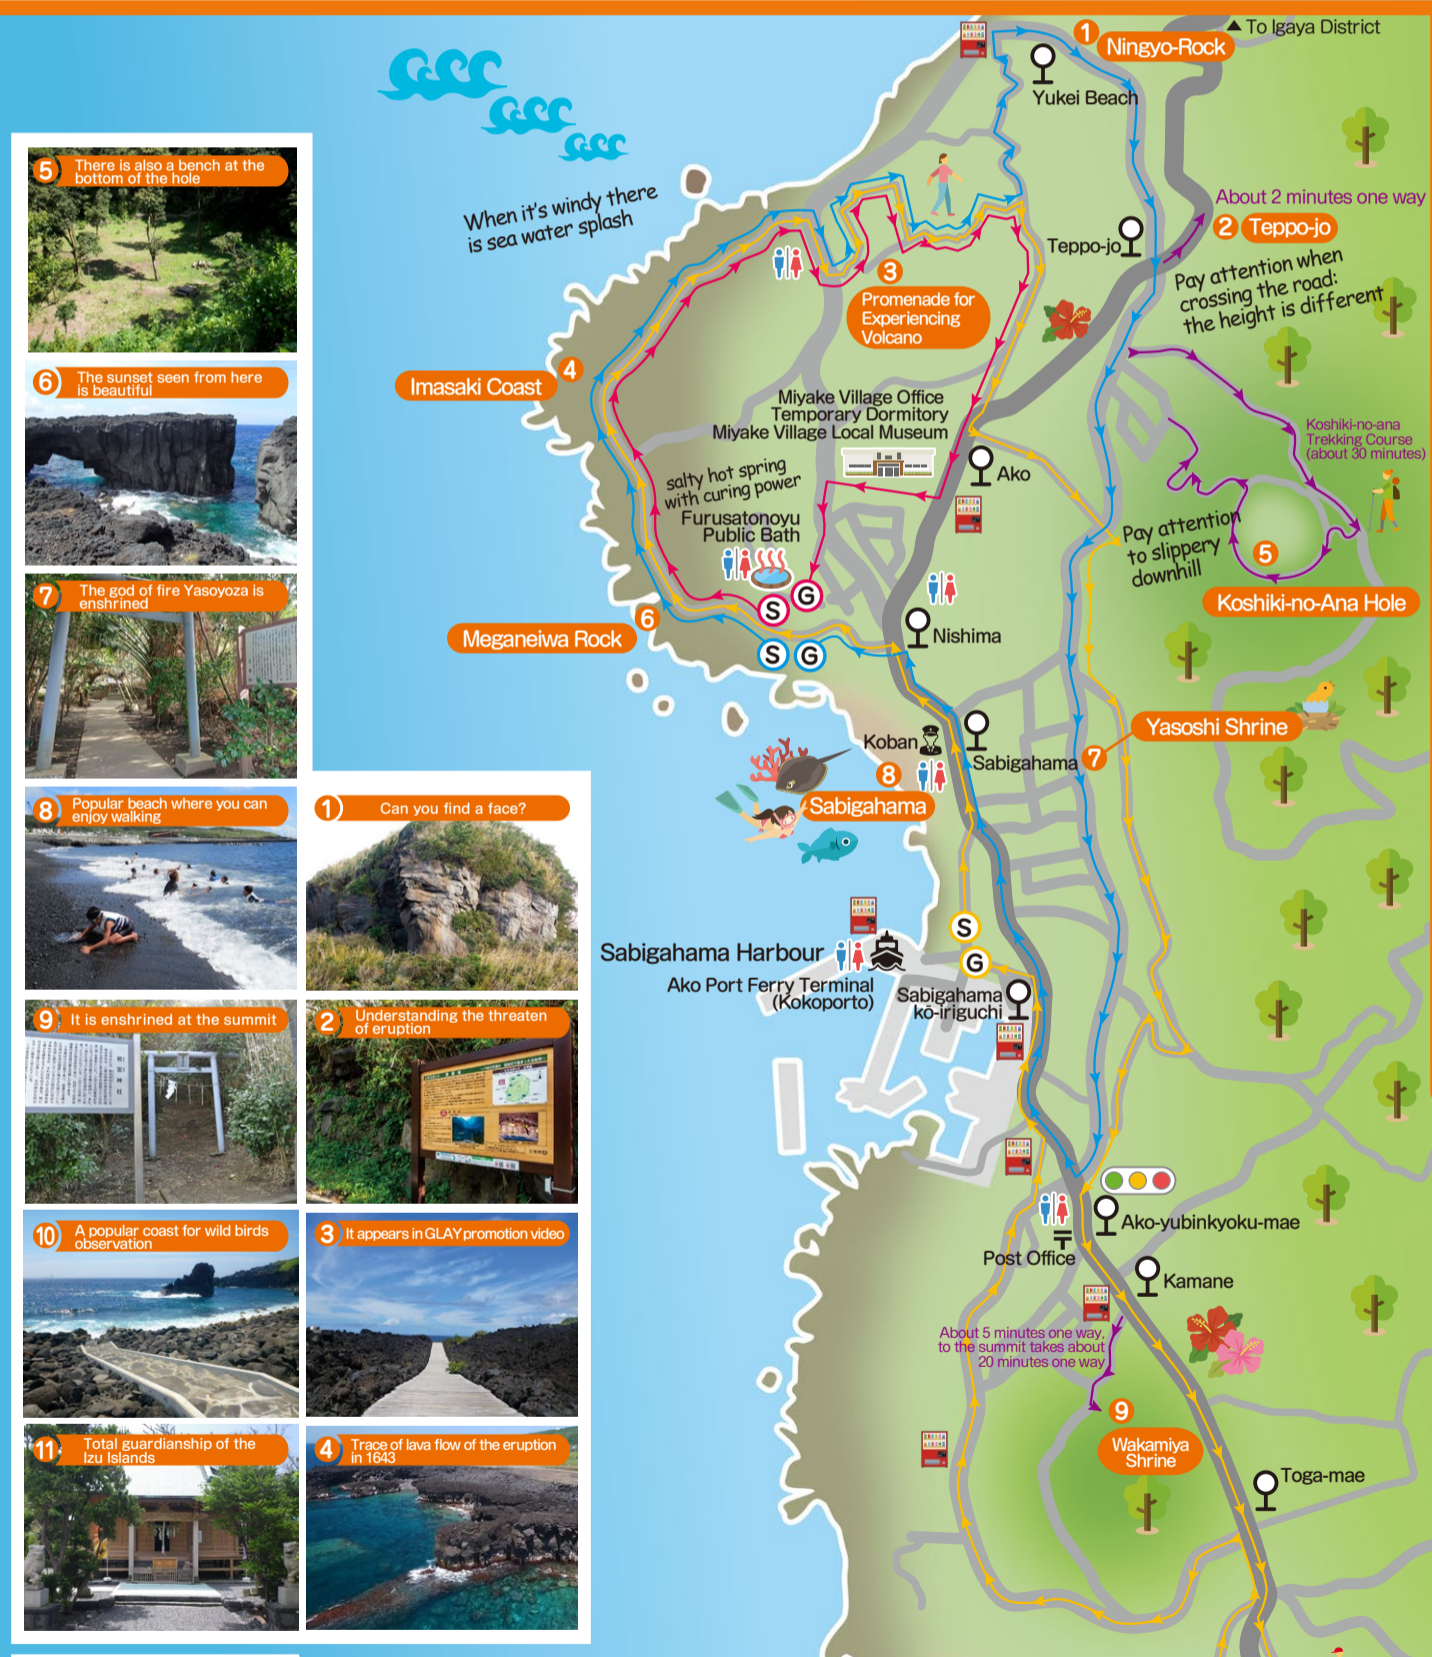 ▲ To Igaya District
1
Ningyo-Rock
Yukei Beach
When it's windy there
is sea water splash
About 2 minutes one way
2 Teppo-jo
Teppo-jo
Pay attention when
crossing the road:
the height is different
3
Promenade for
Experiencing
Volcano
4
Imasaki Coast
Miyake Village Office
Temporary Dormitory
Miyake Village Local Museum
Koshiki-no-ana
Trekking Course
(about 30 minutes)
salty hot spring
with curing power
Ako
Furusatonoyu
Public Bath
Pay attention
to slippery
downhill
5
Koshiki-no-Ana Hole
S
G
6
Meganeiwa Rock
Nishima
S
G
Yasoshi Shrine
7
Koban
Sabigahama
8
Sabigahama
S
G
Sabigahama Harbour
Ako Port Ferry Terminal
(Kokoporto)
Sabigahama
kō-iriguchi
Ako-yubinkyoku-mae
〒
Post Office
Kamane
About 5 minutes one way,
to the summit takes about
20 minutes one way
9
Wakamiya
Shrine
Toga-mae
5 There is also a bench at the
bottom of the hole
6 The sunset seen from here
is beautiful
7 The god of fire Yasoyoza is
enshrined
8 Popular beach where you can
enjoy walking
9 It is enshrined at the summit
10 A popular coast for wild birds
observation
11 Total guardianship of the
Izu Islands
1 Can you find a face?
2 Understanding the threaten
of eruption
3 It appears in GLAY promotion video
4 Trace of lava flow of the eruption
in 1643